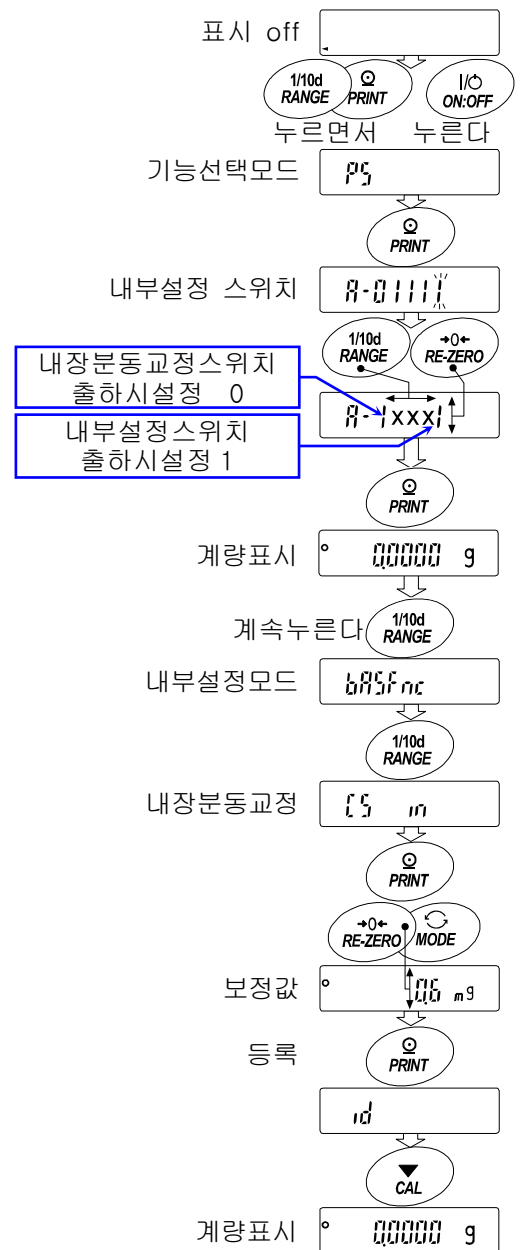 표시 off
1/10d
RANGE
PRINT
I/
ON:OFF
누르면서 누른다
기능선택모드 PS
PRINT
내부설정 스위치 A-01111
1/10d
RANGE
→0←
RE-ZERO
내장분동교정스위치
출하시설정 0
A-1xxx1
내부설정스위치
출하시설정 1
PRINT
계량표시 0.0000 g
계속누른다
1/10d
RANGE
내부설정모드 bASFnc
1/10d
RANGE
내장분동교정 CS in
PRINT
→0←
RE-ZERO
MODE
보정값 0.6 mg
등록
PRINT
id
CAL
계량표시 0.0000 g